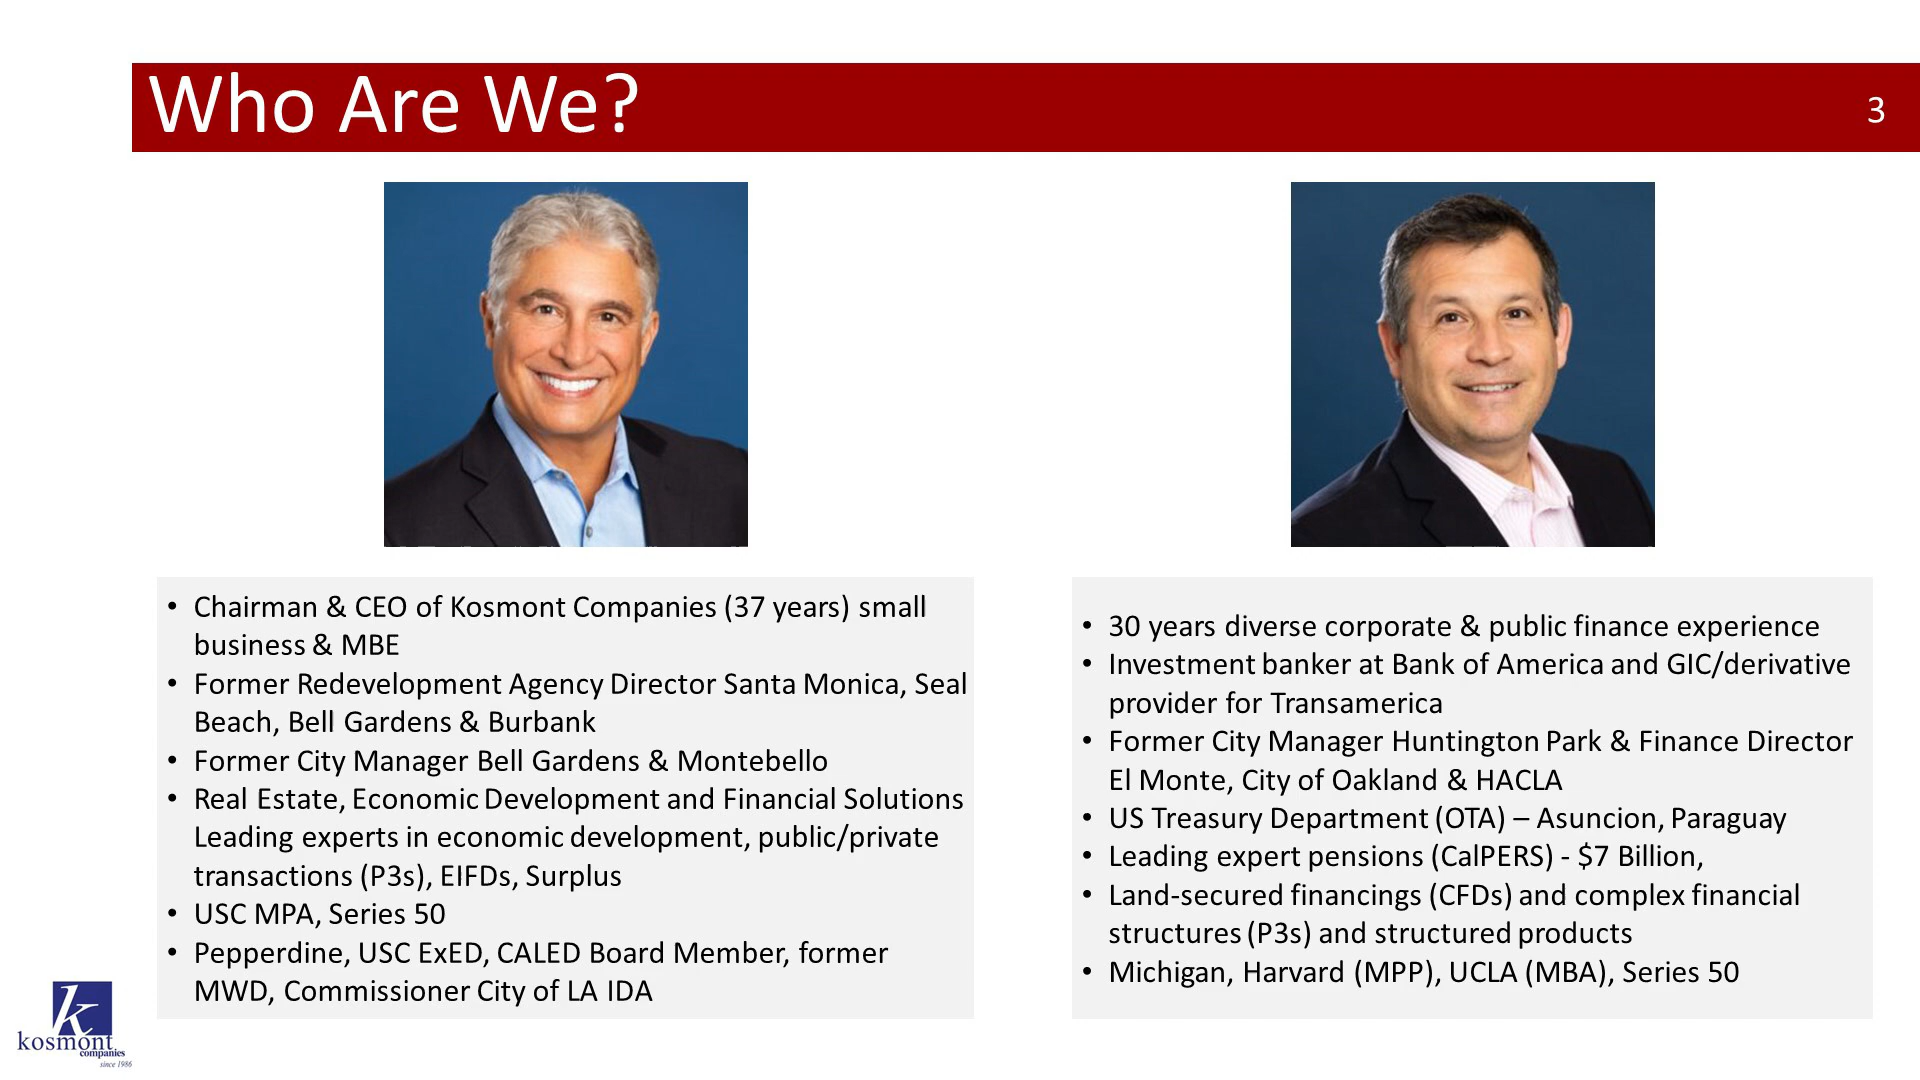 Who Are We?
3
• Chairman & CEO of Kosmont Companies (37 years) small
business & MBE
• Former Redevelopment Agency Director Santa Monica, Seal
Beach, Bell Gardens & Burbank
• Former City Manager Bell Gardens & Montebello
• Real Estate, Economic Development and Financial Solutions
Leading experts in economic development, public/private
transactions (P3s), EIFDs, Surplus
• USC MPA, Series 50
• Pepperdine, USC ExED, CALED Board Member, former
MWD, Commissioner City of LA IDA
• 30 years diverse corporate & public finance experience
• Investment banker at Bank of America and GIC/derivative
provider for Transamerica
• Former City Manager Huntington Park & Finance Director
El Monte, City of Oakland & HACLA
• US Treasury Department (OTA) – Asuncion, Paraguay
• Leading expert pensions (CalPERS) - $7 Billion,
• Land-secured financings (CFDs) and complex financial
structures (P3s) and structured products
• Michigan, Harvard (MPP), UCLA (MBA), Series 50
k
kosmont
companies
since 1986